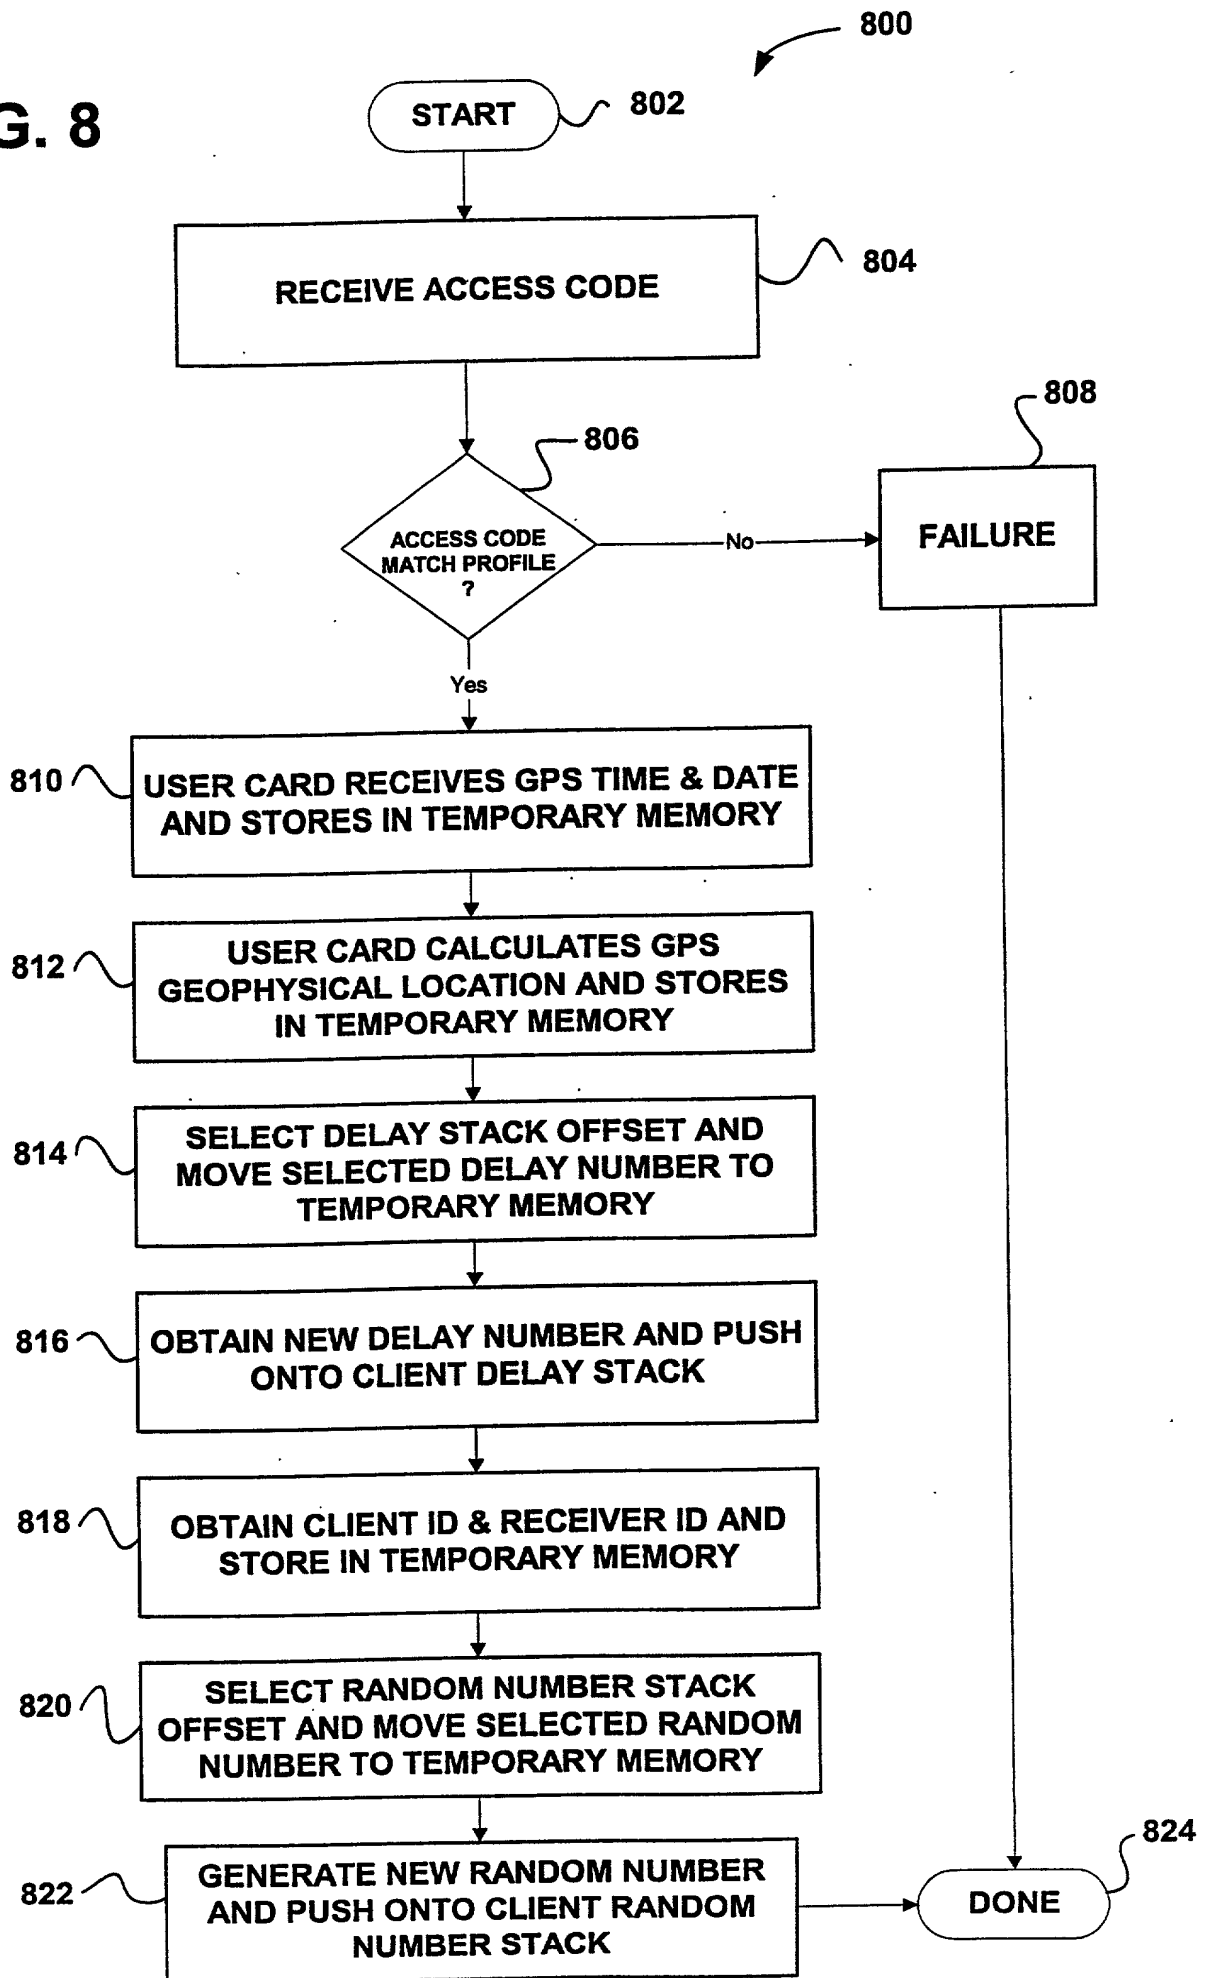 G. 8
800
START
802
RECEIVE ACCESS CODE
804
806
808
ACCESS CODE
MATCH PROFILE
?
No
FAILURE
Yes
810
USER CARD RECEIVES GPS TIME & DATE
AND STORES IN TEMPORARY MEMORY
812
USER CARD CALCULATES GPS
GEOPHYSICAL LOCATION AND STORES
IN TEMPORARY MEMORY
814
SELECT DELAY STACK OFFSET AND
MOVE SELECTED DELAY NUMBER TO
TEMPORARY MEMORY
816
OBTAIN NEW DELAY NUMBER AND PUSH
ONTO CLIENT DELAY STACK
818
OBTAIN CLIENT ID & RECEIVER ID AND
STORE IN TEMPORARY MEMORY
820
SELECT RANDOM NUMBER STACK
OFFSET AND MOVE SELECTED RANDOM
NUMBER TO TEMPORARY MEMORY
822
GENERATE NEW RANDOM NUMBER
AND PUSH ONTO CLIENT RANDOM
NUMBER STACK
824
DONE